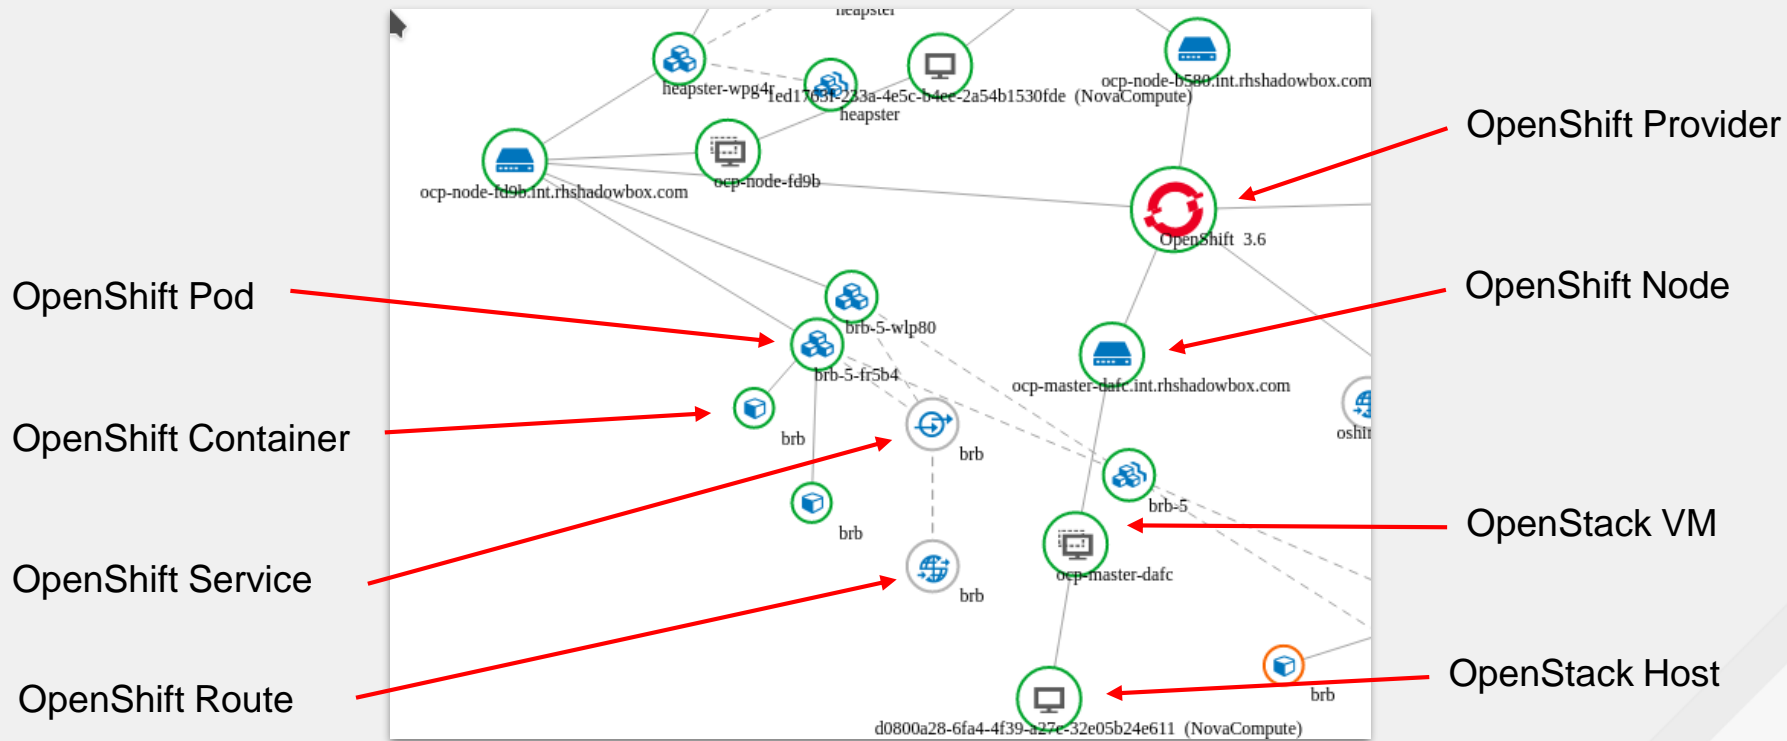 heapster
heapster-wpg4r
1ed1763f-233a-4e5c-b4ee-2a54b1530fde (NovaCompute)
heapster
ocp-node-b580.int.rhshadowbox.com
OpenShift Provider
ocp-node-fd9b.int.rhshadowbox.com
ocp-node-fd9b
OpenShift 3.6
OpenShift Pod
OpenShift Node
brb-5-wlp80
brb-5-fr5b4
ocp-master-dafc.int.rhshadowbox.com
OpenShift Container
brb
brb
brb-5
OpenStack VM
brb
ocp-master-dafc
OpenShift Service
brb
OpenShift Route
OpenStack Host
brb
d0800a28-6fa4-4f39-a27c-32e05b24e611 (NovaCompute)